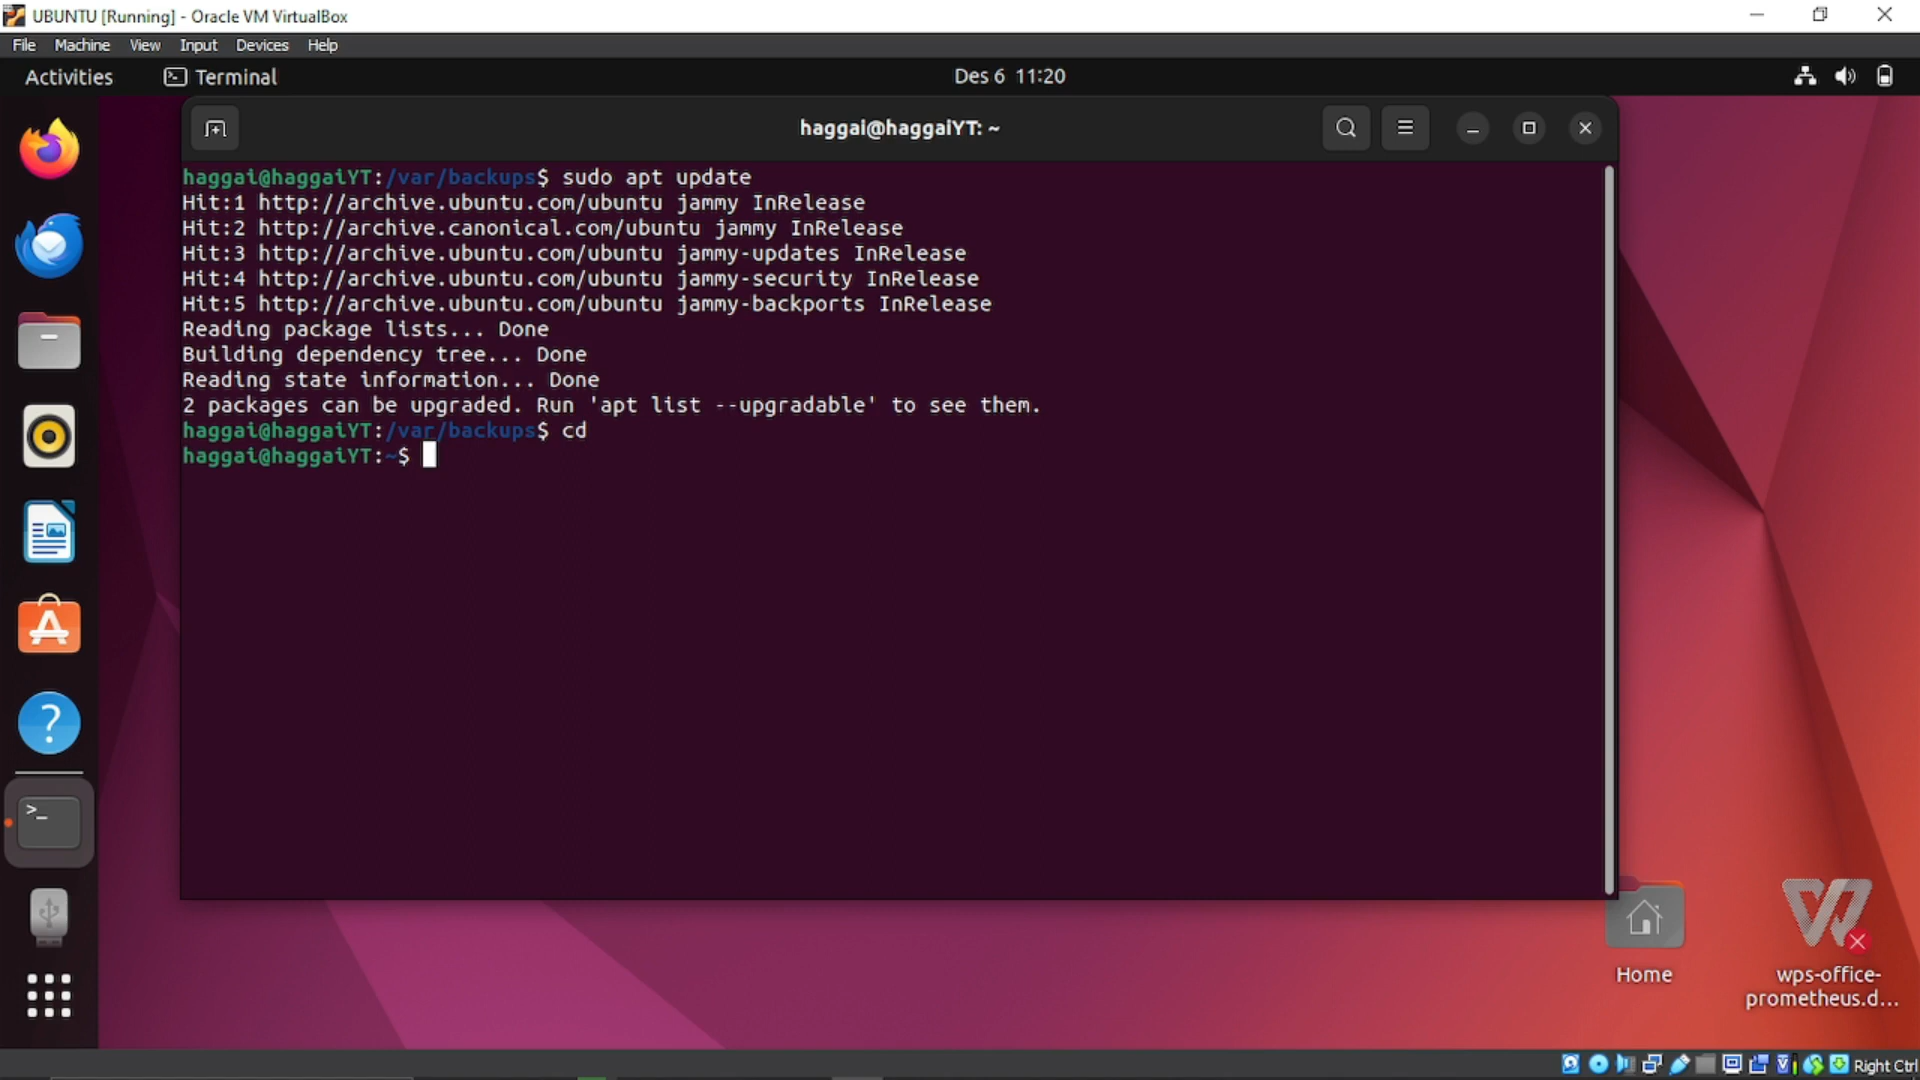 UBUNTU [Running] - Oracle VM VirtualBox
File Machine View Input Devices Help
Activities Terminal Des 6 11:20
haggai@haggaiYT: ~
haggai@haggaiYT:/var/backups$ sudo apt update
Hit:1 http://archive.ubuntu.com/ubuntu jammy InRelease
Hit:2 http://archive.canonical.com/ubuntu jammy InRelease
Hit:3 http://archive.ubuntu.com/ubuntu jammy-updates InRelease
Hit:4 http://archive.ubuntu.com/ubuntu jammy-security InRelease
Hit:5 http://archive.ubuntu.com/ubuntu jammy-backports InRelease
Reading package lists... Done
Building dependency tree... Done
Reading state information... Done
2 packages can be upgraded. Run 'apt list --upgradable' to see them.
haggai@haggaiYT:/var/backups$ cd
haggai@haggaiYT:~$
Home
wps-office-
prometheus.d...
Right Ctrl